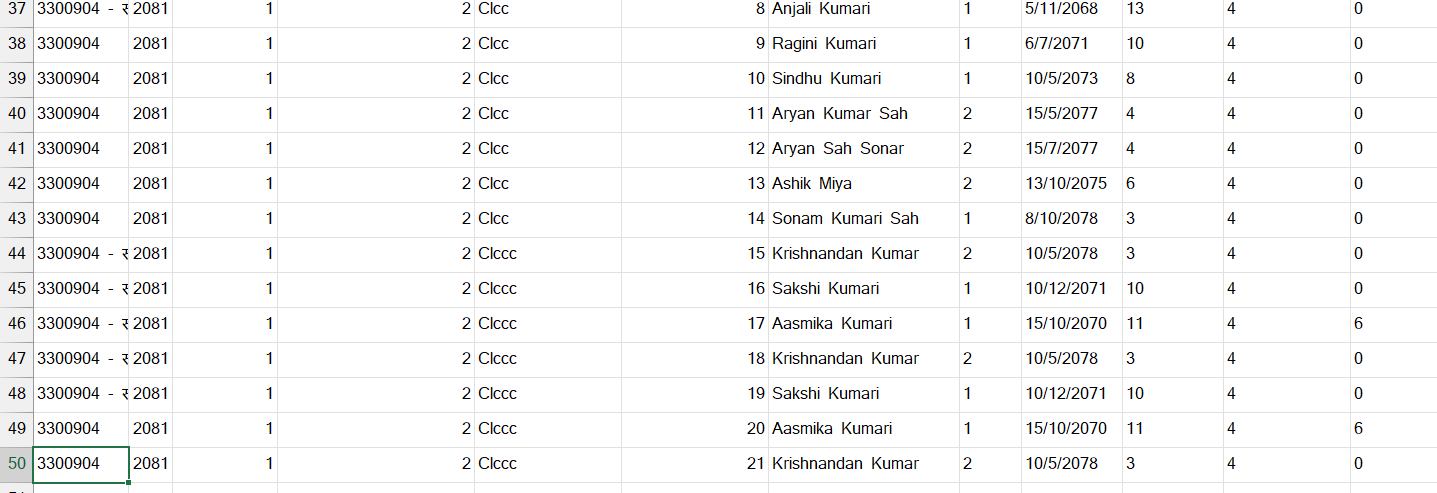 37 3300904 - 2081 1 2 Clcc 8 Anjali Kumari 1 5/11/2068 13 4 0
38 3300904 2081 1 2 Clcc 9 Ragini Kumari 1 6/7/2071 10 4 0
39 3300904 2081 1 2 Clcc 10 Sindhu Kumari 1 10/5/2073 8 4 0
40 3300904 2081 1 2 Clcc 11 Aryan Kumar Sah 2 15/5/2077 4 4 0
41 3300904 2081 1 2 Clcc 12 Aryan Sah Sonar 2 15/7/2077 4 4 0
42 3300904 2081 1 2 Clcc 13 Ashik Miya 2 13/10/2075 6 4 0
43 3300904 2081 1 2 Clcc 14 Sonam Kumari Sah 1 8/10/2078 3 4 0
44 3300904 - 2081 1 2 Clccc 15 Krishnandan Kumar 2 10/5/2078 3 4 0
45 3300904 - 2081 1 2 Clccc 16 Sakshi Kumari 1 10/12/2071 10 4 0
46 3300904 - 2081 1 2 Clccc 17 Aasmika Kumari 1 15/10/2070 11 4 6
47 3300904 - 2081 1 2 Clccc 18 Krishnandan Kumar 2 10/5/2078 3 4 0
48 3300904 - 2081 1 2 Clccc 19 Sakshi Kumari 1 10/12/2071 10 4 0
49 3300904 2081 1 2 Clccc 20 Aasmika Kumari 1 15/10/2070 11 4 6
50 3300904 2081 1 2 Clccc 21 Krishnandan Kumar 2 10/5/2078 3 4 0